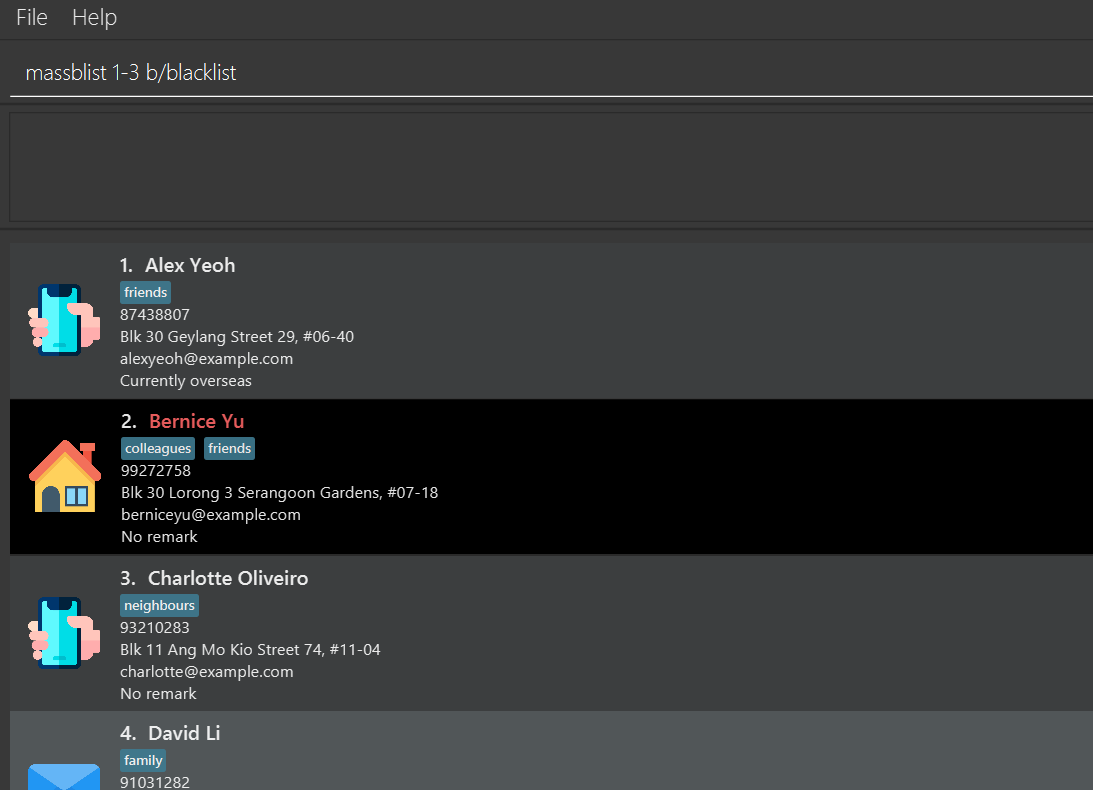 File Help
massblist 1-3 b/blacklist
1. Alex Yeoh
friends
87438807
Blk 30 Geylang Street 29, #06-40
alexyeoh@example.com
Currently overseas
2. Bernice Yu
colleagues friends
99272758
Blk 30 Lorong 3 Serangoon Gardens, #07-18
berniceyu@example.com
No remark
3. Charlotte Oliveiro
neighbours
93210283
Blk 11 Ang Mo Kio Street 74, #11-04
charlotte@example.com
No remark
4. David Li
family
91031282